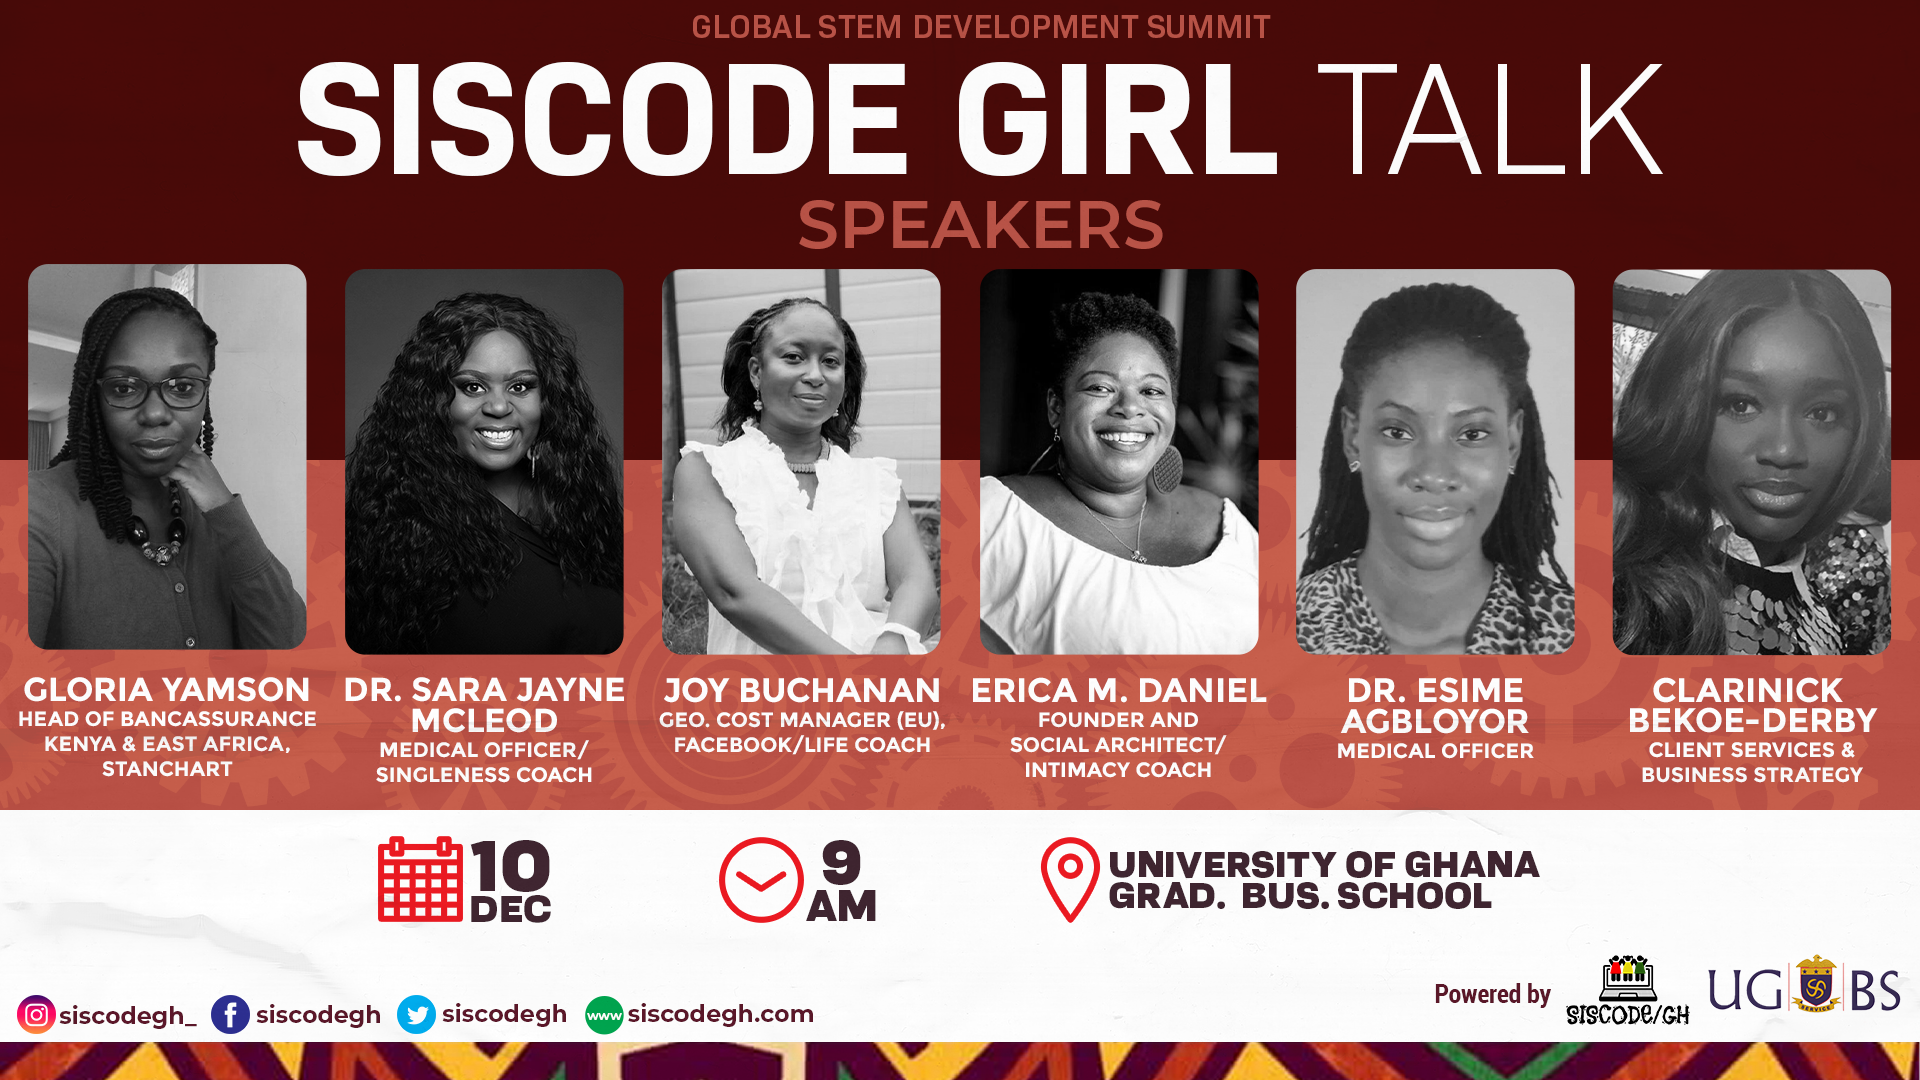 GLOBAL STEM DEVELOPMENT SUMMIT
SISCODE GIRL TALK
SPEAKERS
GLORIA YAMSON
HEAD OF BANCASSURANCE
KENYA & EAST AFRICA,
STANCHART
DR. SARA JAYNE
MCLEOD
MEDICAL OFFICER/
SINGLENESS COACH
JOY BUCHANAN
GEO. COST MANAGER (EU),
FACEBOOK/LIFE COACH
ERICA M. DANIEL
FOUNDER AND
SOCIAL ARCHITECT/
INTIMACY COACH
DR. ESIME
AGBLOYOR
MEDICAL OFFICER
CLARINICK
BEKOE-DERBY
CLIENT SERVICES &
BUSINESS STRATEGY
10
DEC
9
AM
UNIVERSITY OF GHANA
GRAD. BUS. SCHOOL
siscodegh_
siscodegh
siscodegh
www siscodegh.com
Powered by
SISCODE/GH
UG BS
SERVICE